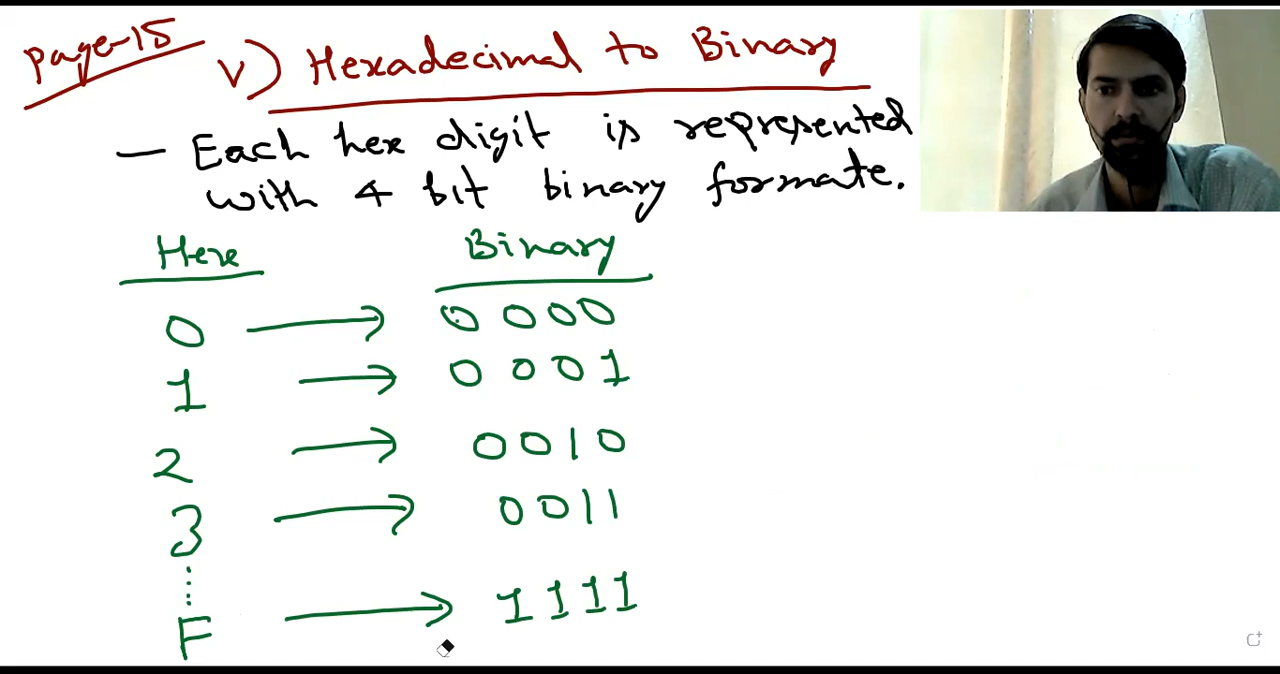 Page-15
v) Hexadecimal to Binary
— Each hex digit is represented
with 4 bit binary formate.
Hex Binary
0 → 0000
1 → 0001
2 → 0010
3 → 0011
⋮
F → 1111